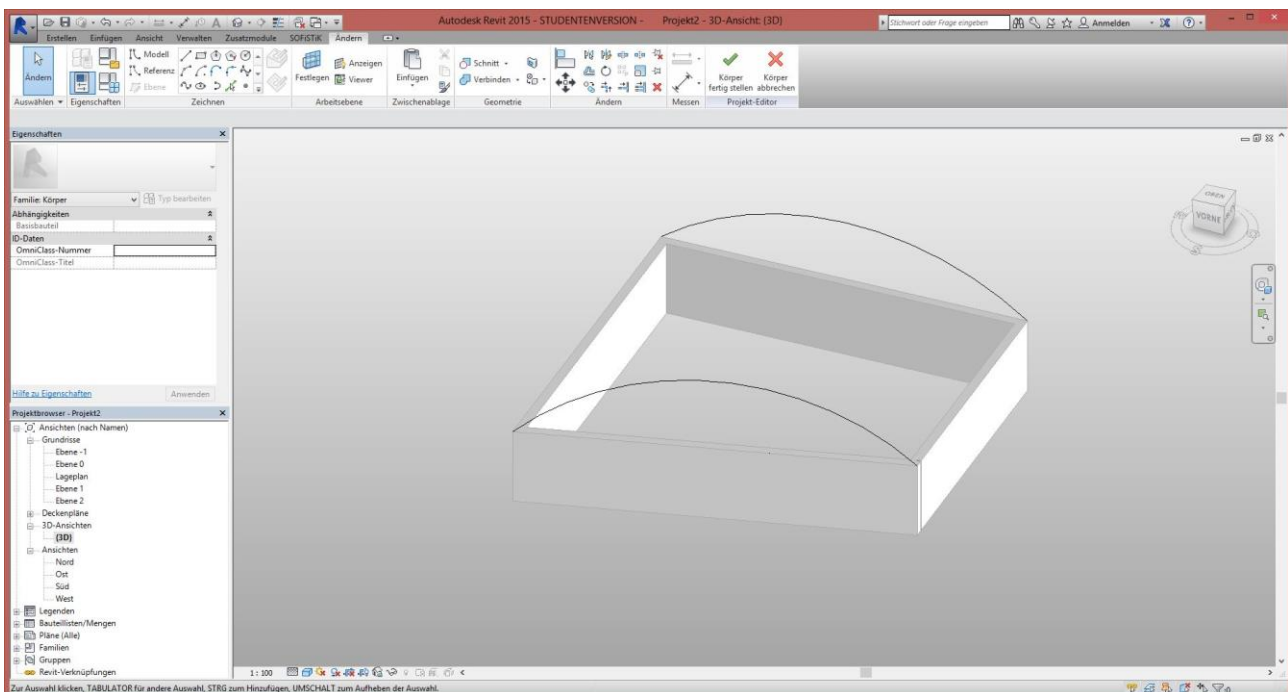 Autodesk Revit 2015 - STUDENTENVERSION - Projekt2 - 3D-Ansicht: {3D}
Stichwort oder Frage eingeben
Anmelden
Erstellen Einfügen Ansicht Verwalten Zusatzmodule SOFiSTiK Ändern
Ändern
Modell
Referenz
Ebene
Festlegen
Anzeigen
Viewer
Einfügen
Schnitt
Verbinden
Körper fertig stellen
Körper abbrechen
Auswählen Eigenschaften Zeichnen Arbeitsebene Zwischenablage Geometrie Ändern Messen Projekt-Editor
Eigenschaften
Familie: Körper
Typ bearbeiten
Abhängigkeiten
Basisbauteil
ID-Daten
OmniClass-Nummer
OmniClass-Titel
Hilfe zu Eigenschaften
Anwenden
Projektbrowser - Projekt2
Ansichten (nach Namen)
Grundrisse
Ebene -1
Ebene 0
Lageplan
Ebene 1
Ebene 2
Deckenpläne
3D-Ansichten
{3D}
Ansichten
Nord
Ost
Süd
West
Legenden
Bauteillisten/Mengen
Pläne (Alle)
Familien
Gruppen
Revit-Verknüpfungen
OBEN
VORNE
1 : 100
Zur Auswahl klicken, TABULATOR für andere Auswahl, STRG zum Hinzufügen, UMSCHALT zum Aufheben der Auswahl.